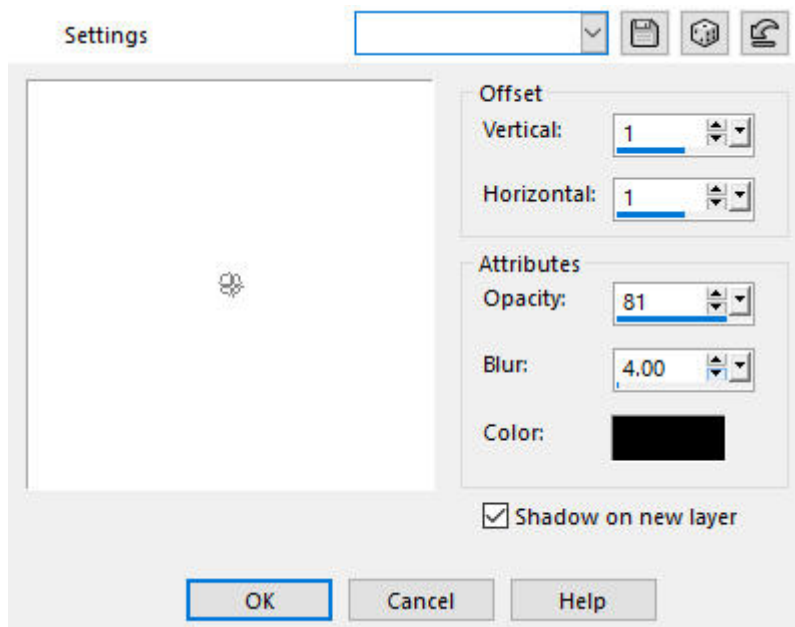 Settings
Offset
Vertical: 1
Horizontal: 1
Attributes
Opacity: 81
Blur: 4.00
Color:
Shadow on new layer
OK Cancel Help